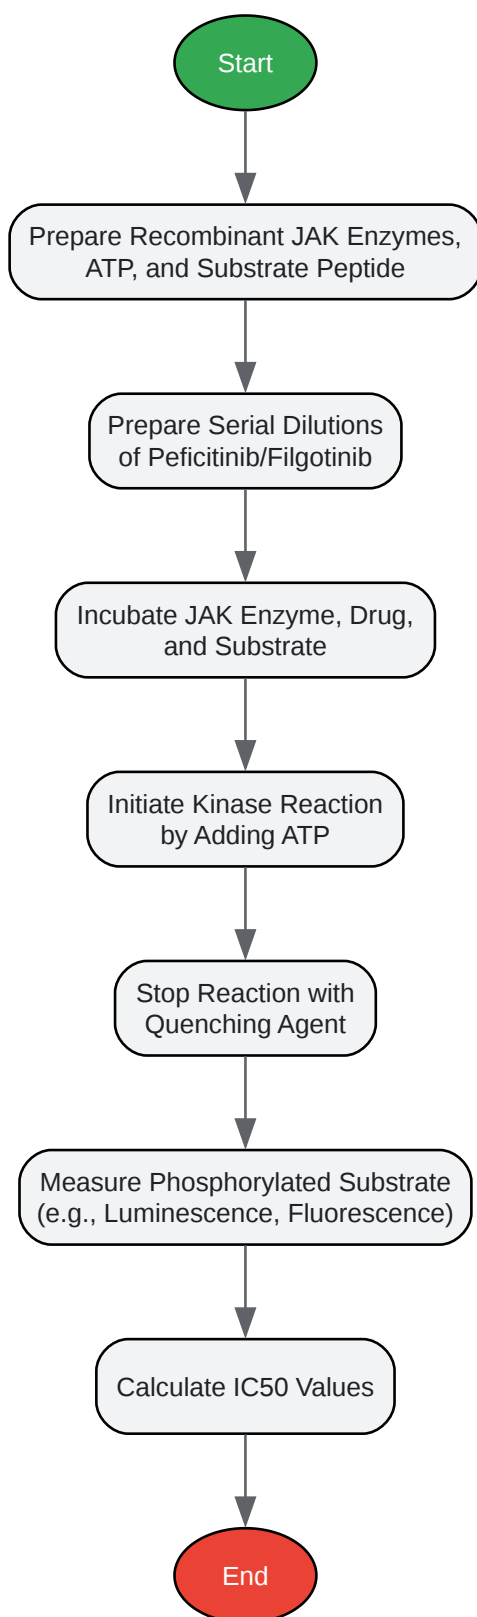 Start
Prepare Recombinant JAK Enzymes,
ATP, and Substrate Peptide
Prepare Serial Dilutions
of Peficitinib/Filgotinib
Incubate JAK Enzyme, Drug,
and Substrate
Initiate Kinase Reaction
by Adding ATP
Stop Reaction with
Quenching Agent
Measure Phosphorylated Substrate
(e.g., Luminescence, Fluorescence)
Calculate IC50 Values
End